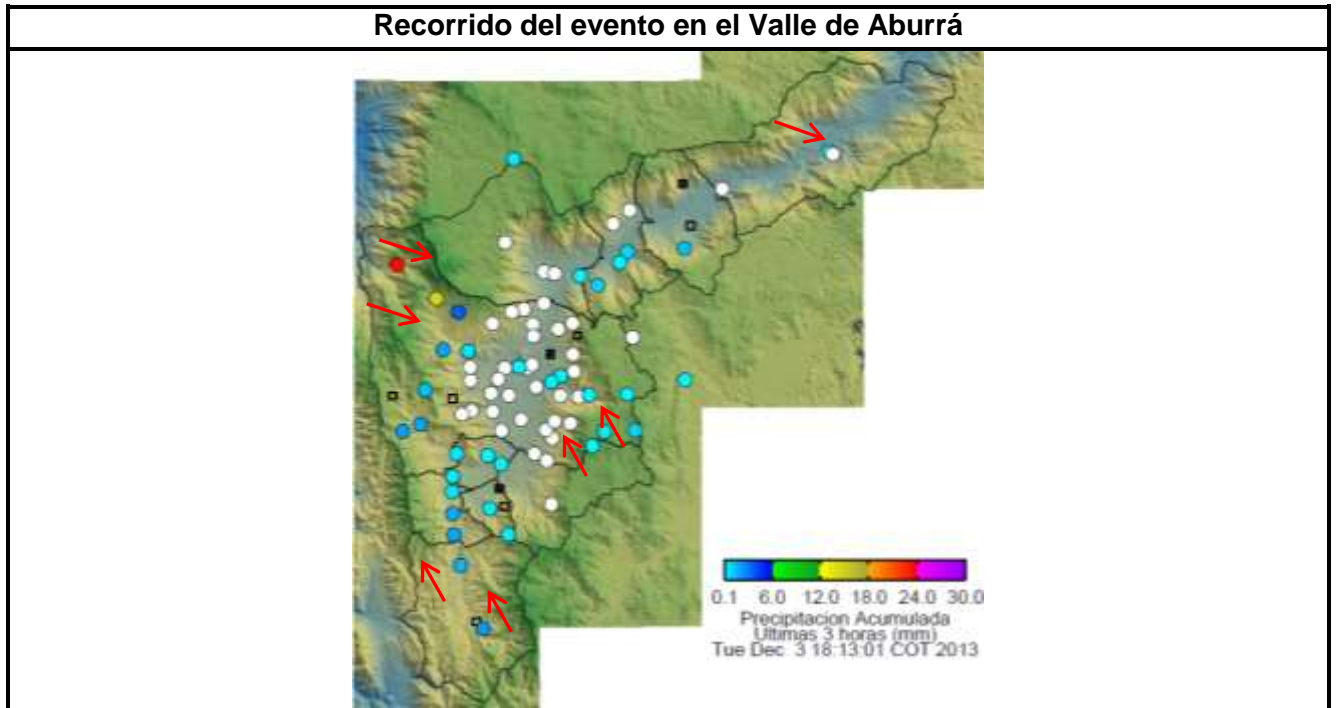 Recorrido del evento en el Valle de Aburrá
0.1 6.0 12.0 18.0 24.0 30.0
Precipitacion Acumulada
Ultimas 3 horas (mm)
Tue Dec 3 18:13:01 COT 2013